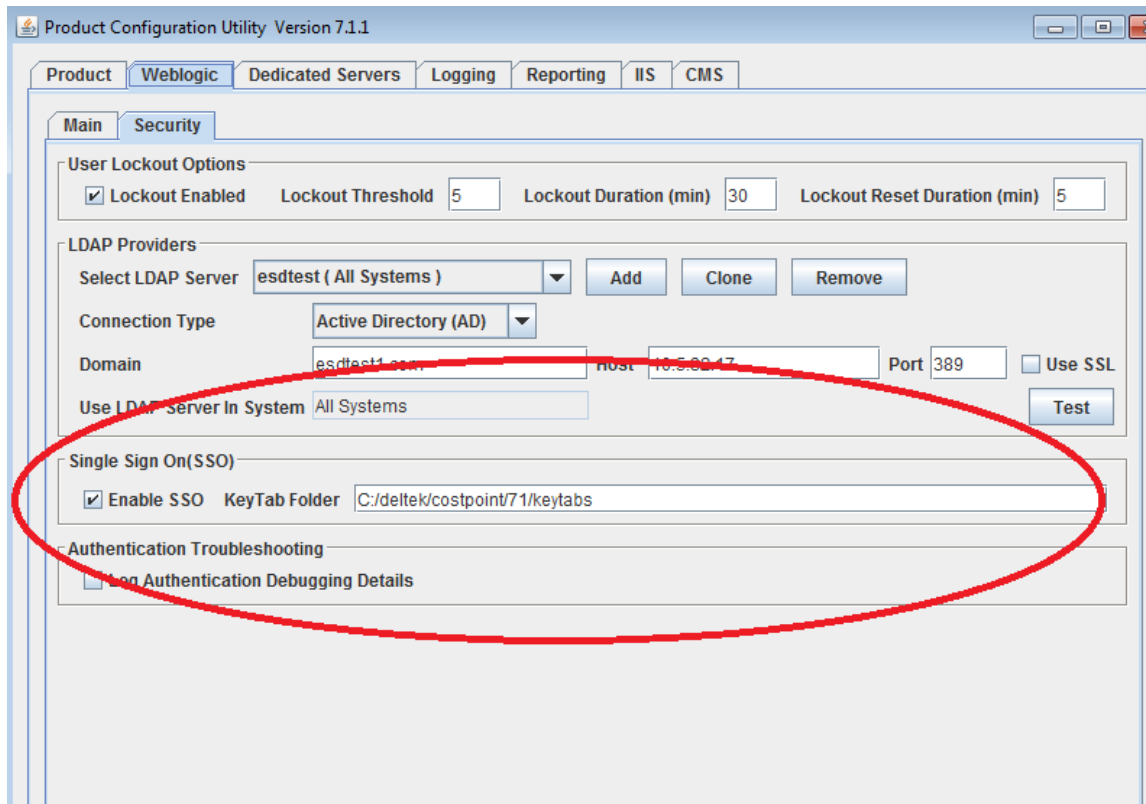 Product Configuration Utility Version 7.1.1
Product Weblogic Dedicated Servers Logging Reporting IIS CMS
Main Security
User Lockout Options
Lockout Enabled Lockout Threshold 5 Lockout Duration (min) 30 Lockout Reset Duration (min) 5
LDAP Providers
Select LDAP Server esdtest ( All Systems ) Add Clone Remove
Connection Type Active Directory (AD)
Domain esdtest1.com Host Port 389 Use SSL
Use LDAP Server In System All Systems Test
Single Sign On(SSO)
Enable SSO KeyTab Folder C:/deltek/costpoint/71/keytabs
Authentication Troubleshooting
Log Authentication Debugging Details